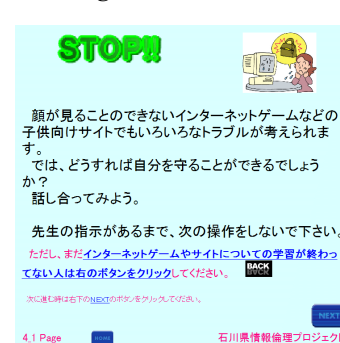 STOP!!
顔が見ることのできないインターネットゲームなどの
子供向けサイトでもいろいろなトラブルが考えられま
す。
では、どうすれば自分を守ることができるでしょう
か？
話し合ってみよう。
先生の指示があるまで、次の操作をしないで下さい。
ただし、まだインターネットゲームやサイトについての学習が終わっ
てない人は右のボタンをクリックしてください。 BACK
次に進む時は右下のNEXTのボタンをクリックしてください。
NEXT
4_1 Page HOME 石川県情報倫理プロジェクト